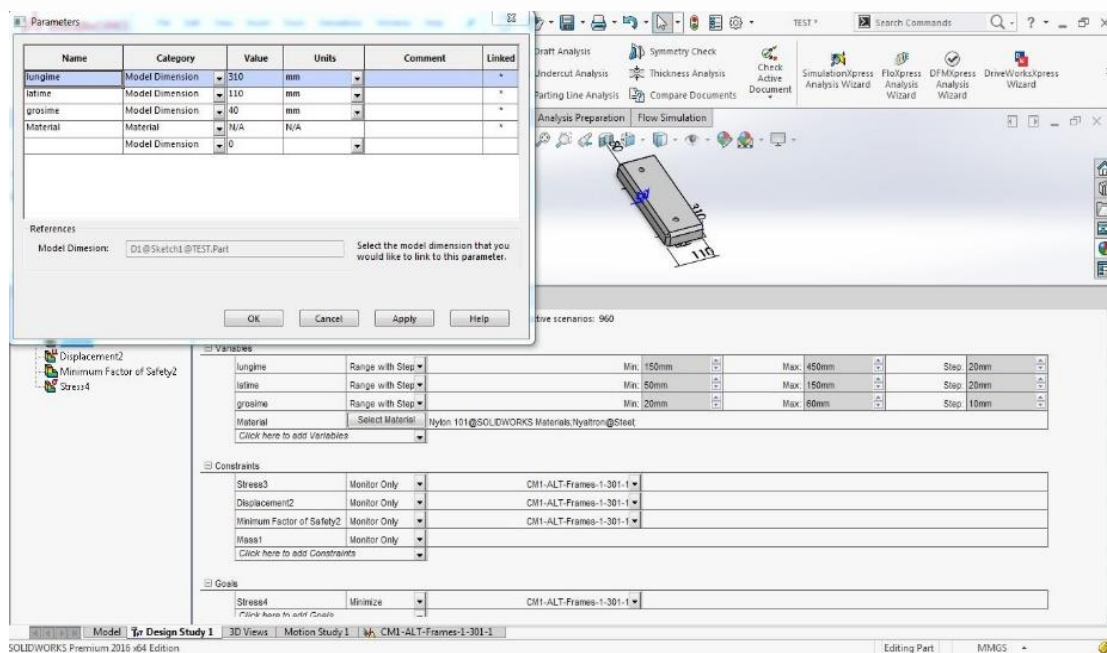 Parameters
TEST *
Search Commands
Name Category Value Units Comment Linked
lungime Model Dimension 310 mm *
latime Model Dimension 110 mm *
grosime Model Dimension 40 mm *
Material Material N/A N/A *
Model Dimension 0
References
Model Dimesion: D1@Sketch1@TEST.Part
Select the model dimension that you
would like to link to this parameter.
OK Cancel Apply Help
Draft Analysis
Undercut Analysis
Parting Line Analysis
Symmetry Check
Thickness Analysis
Compare Documents
Check
Active
Document
SimulationXpress
Analysis Wizard
FloXpress
Analysis
Wizard
DFMXpress
Analysis
Wizard
DriveWorksXpress
Wizard
Analysis Preparation Flow Simulation
310
110
tive scenarios: 960
Displacement2
Minimum Factor of Safety2
Stress4
Variables
lungime Range with Step Min: 150mm Max: 450mm Step: 20mm
latime Range with Step Min: 50mm Max: 150mm Step: 20mm
grosime Range with Step Min: 20mm Max: 60mm Step: 10mm
Material Select Material Nylon 101@SOLIDWORKS Materials;Nyaltron@Steel;
Click here to add Variables
Constraints
Stress3 Monitor Only CM1-ALT-Frames-1-301-1
Displacement2 Monitor Only CM1-ALT-Frames-1-301-1
Minimum Factor of Safety2 Monitor Only CM1-ALT-Frames-1-301-1
Mass1 Monitor Only
Click here to add Constraints
Goals
Stress4 Minimize CM1-ALT-Frames-1-301-1
Click here to add Goals
Model Design Study 1 3D Views Motion Study 1 CM1-ALT-Frames-1-301-1
SOLIDWORKS Premium 2016 x64 Edition Editing Part MMGS